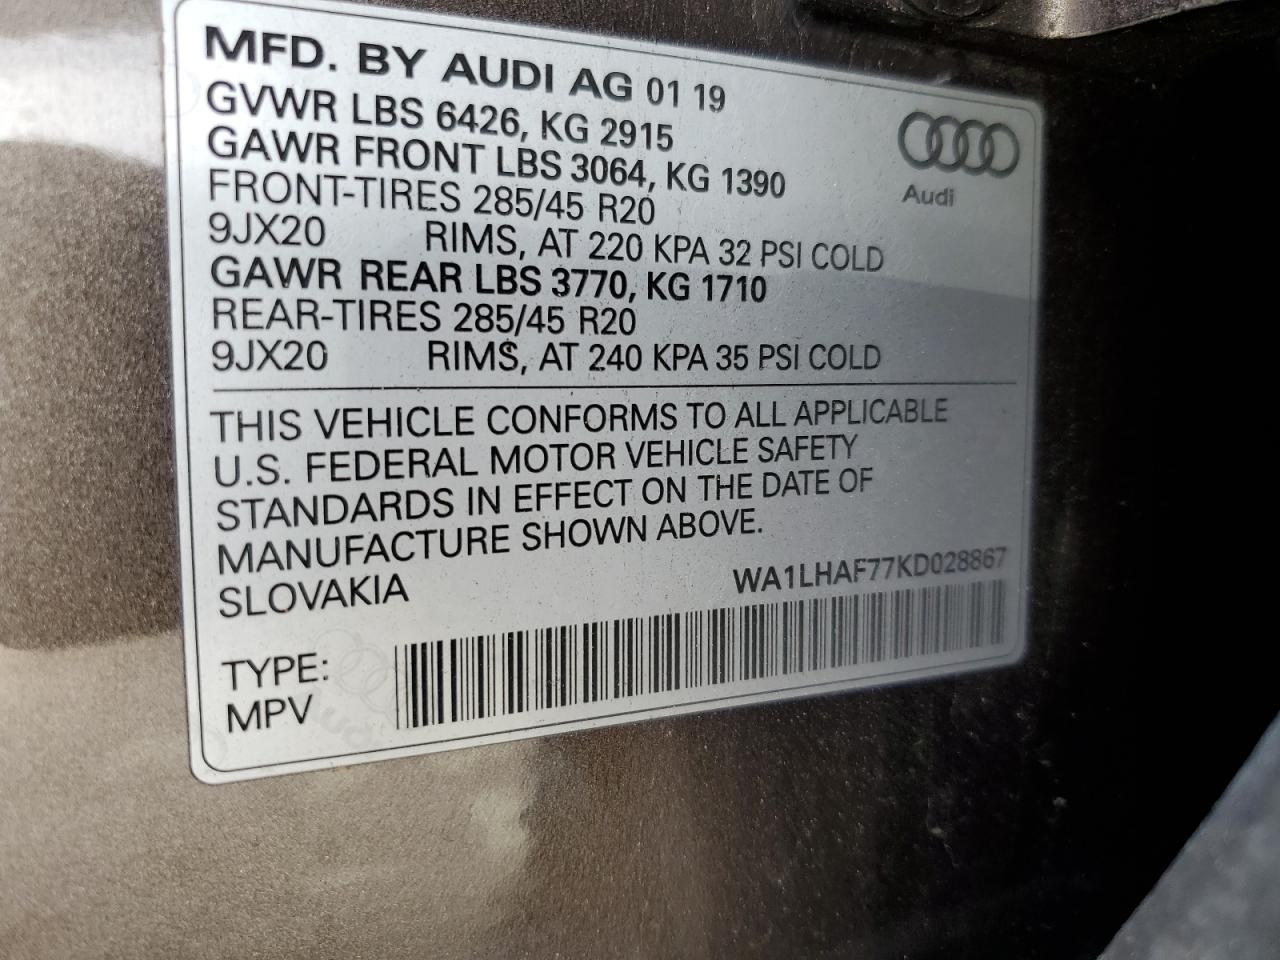 MFD. BY AUDI AG 01 19
GVWR LBS 6426, KG 2915
GAWR FRONT LBS 3064, KG 1390
FRONT-TIRES 285/45 R20
9JX20 RIMS, AT 220 KPA 32 PSI COLD
GAWR REAR LBS 3770, KG 1710
REAR-TIRES 285/45 R20
9JX20 RIMS, AT 240 KPA 35 PSI COLD
Audi
THIS VEHICLE CONFORMS TO ALL APPLICABLE
U.S. FEDERAL MOTOR VEHICLE SAFETY
STANDARDS IN EFFECT ON THE DATE OF
MANUFACTURE SHOWN ABOVE.
SLOVAKIA
WA1LHAF77KD028867
TYPE:
MPV
Audi